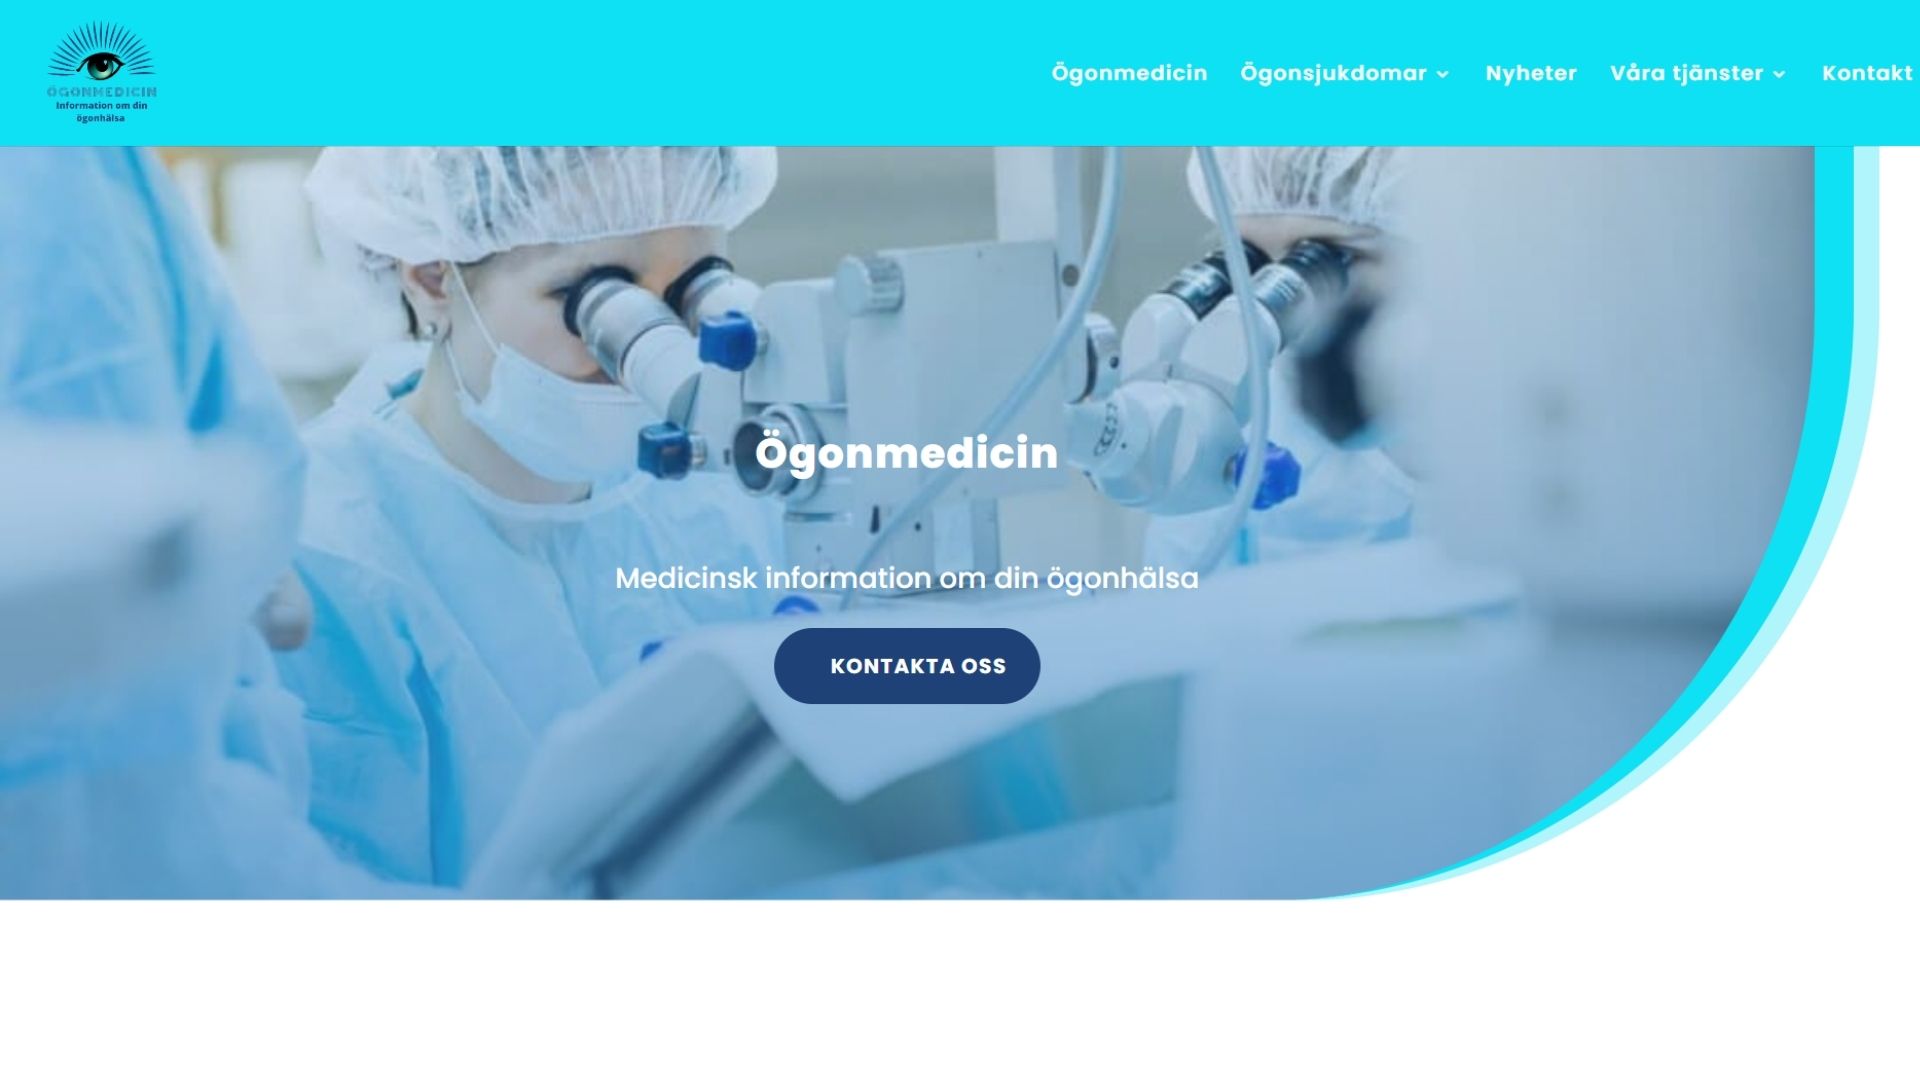 ÖGONMEDICIN
Information om din
ögonhälsa
Ögonmedicin Ögonsjukdomar Nyheter Våra tjänster Kontakt
Ögonmedicin
Medicinsk information om din ögonhälsa
KONTAKTA OSS